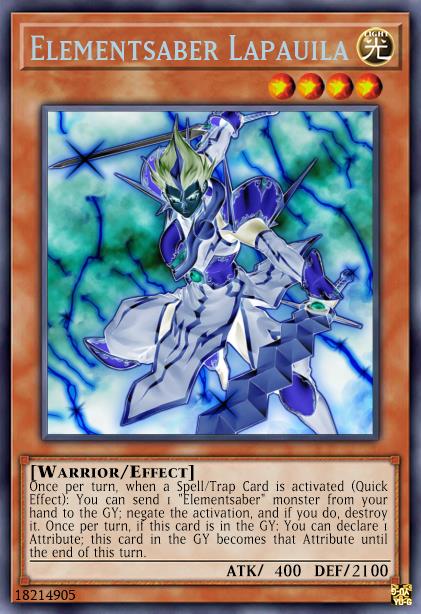 Elementsaber Lapauila
LIGHT
光
[Warrior/Effect]
Once per turn, when a Spell/Trap Card is activated (Quick
Effect): You can send 1 "Elementsaber" monster from your
hand to the GY; negate the activation, and if you do, destroy
it. Once per turn, if this card is in the GY: You can declare 1
Attribute; this card in the GY becomes that Attribute until
the end of this turn.
ATK/ 400 DEF/2100
18214905